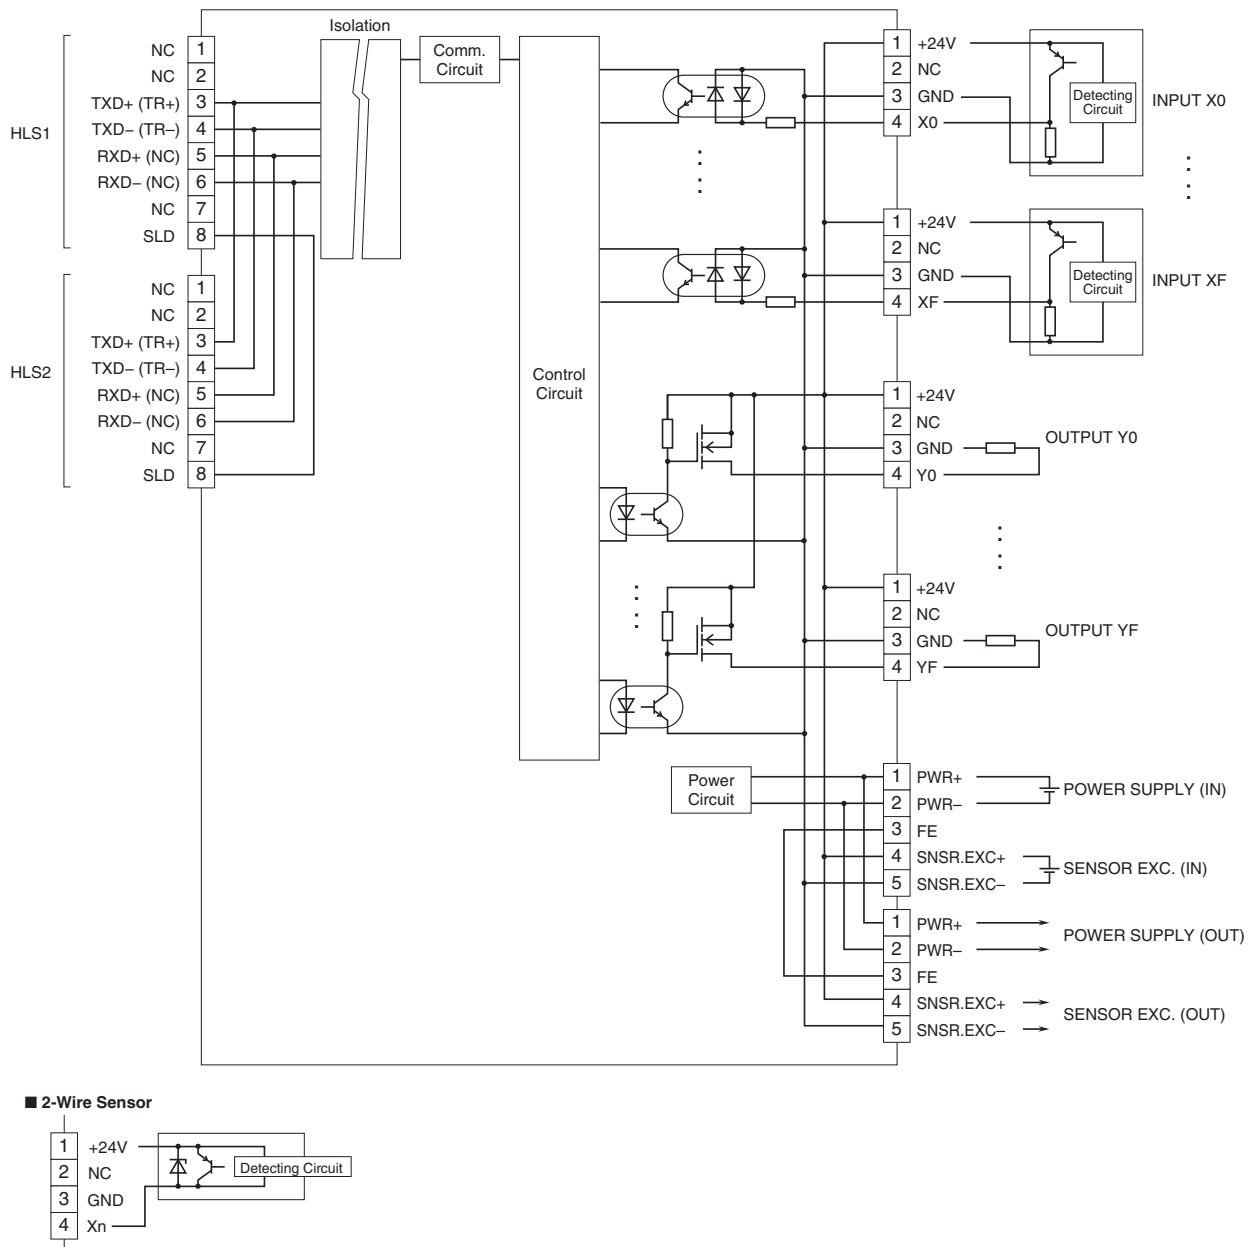 Isolation
HLS1
NC 1
NC 2
TXD+ (TR+) 3
TXD– (TR–) 4
RXD+ (NC) 5
RXD– (NC) 6
NC 7
SLD 8
HLS2
NC 1
NC 2
TXD+ (TR+) 3
TXD– (TR–) 4
RXD+ (NC) 5
RXD– (NC) 6
NC 7
SLD 8
Comm.
Circuit
Control
Circuit
1 +24V
2 NC
3 GND
4 X0
Detecting
Circuit
INPUT X0
1 +24V
2 NC
3 GND
4 XF
Detecting
Circuit
INPUT XF
1 +24V
2 NC
3 GND
4 Y0
OUTPUT Y0
1 +24V
2 NC
3 GND
4 YF
OUTPUT YF
Power
Circuit
1 PWR+
2 PWR–
POWER SUPPLY (IN)
3 FE
4 SNSR.EXC+
5 SNSR.EXC–
SENSOR EXC. (IN)
1 PWR+
2 PWR–
POWER SUPPLY (OUT)
3 FE
4 SNSR.EXC+
5 SNSR.EXC–
SENSOR EXC. (OUT)
■ 2-Wire Sensor
1 +24V
2 NC
3 GND
4 Xn
Detecting Circuit